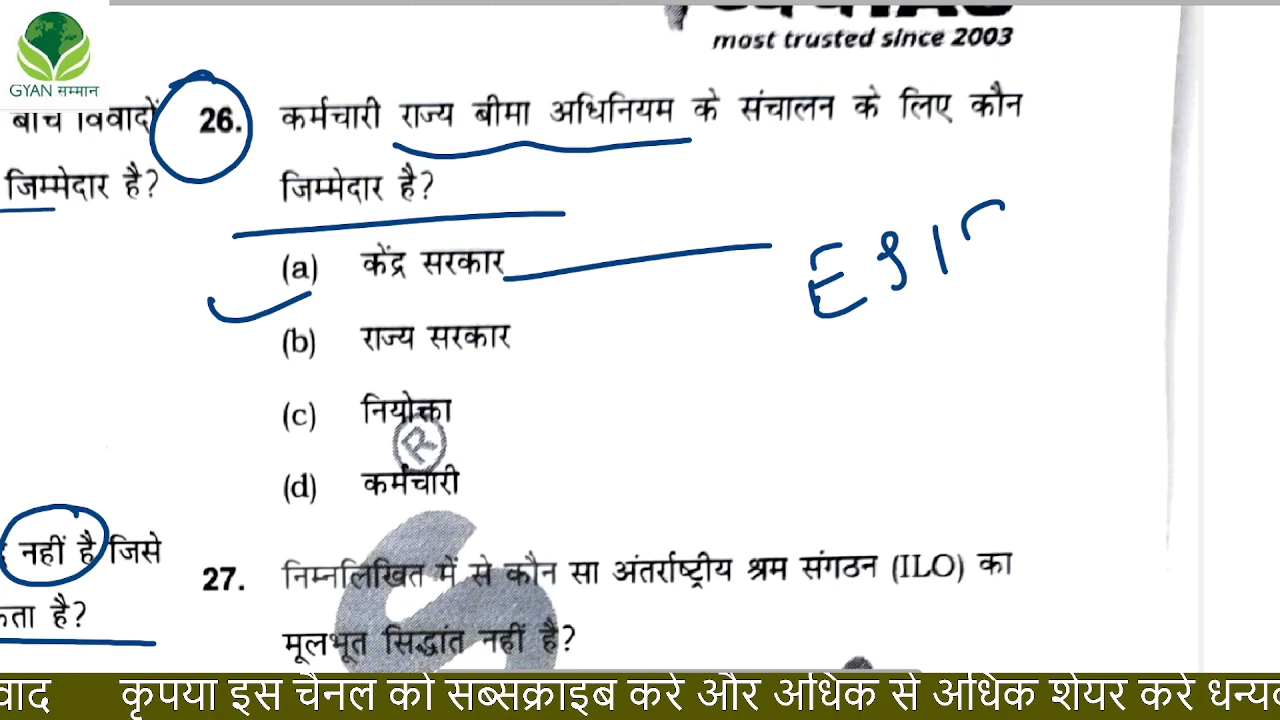 most trusted since 2003
GYAN सम्मान
बीच विवादों
जिम्मेदार है?
नहीं है जिसे
है?
26. कर्मचारी राज्य बीमा अधिनियम के संचालन के लिए कौन
जिम्मेदार है?
(a) केंद्र सरकार
(b) राज्य सरकार
(c) नियोक्ता
(d) कर्मचारी
ESIC
R
27. निम्नलिखित में से कौन सा अंतर्राष्ट्रीय श्रम संगठन (ILO) का
मूलभूत सिद्धांत नहीं है?
कृपया इस चैनल को सब्सक्राइब करे और अधिक से अधिक शेयर करे